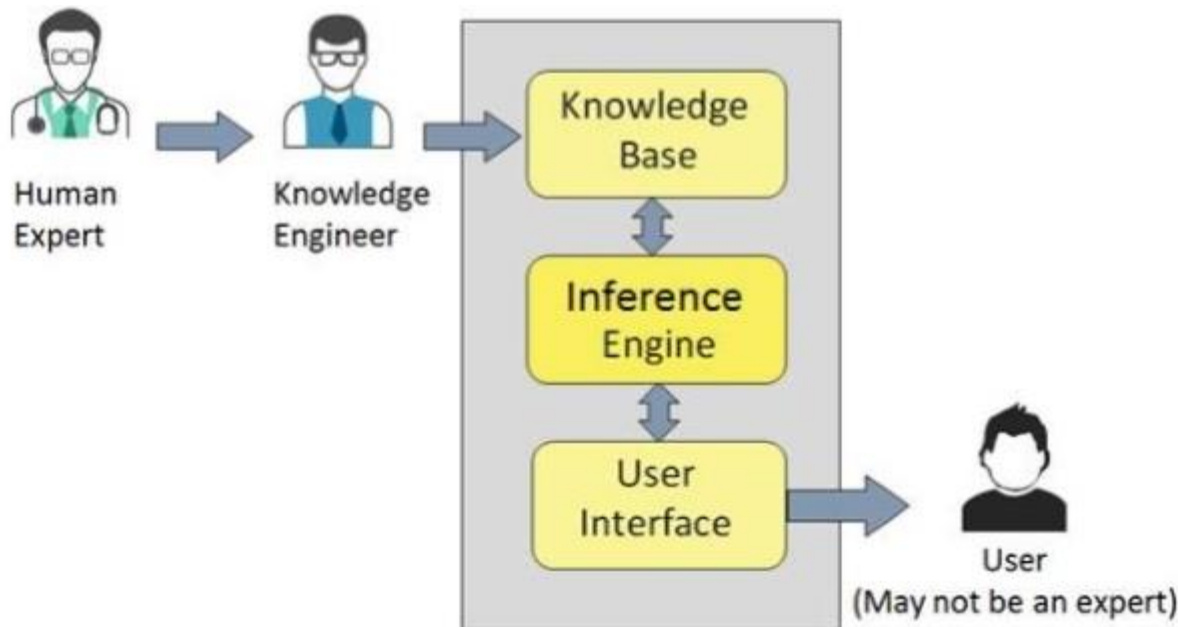 Human
Expert
Knowledge
Engineer
Knowledge
Base
Inference
Engine
User
Interface
User
(May not be an expert)